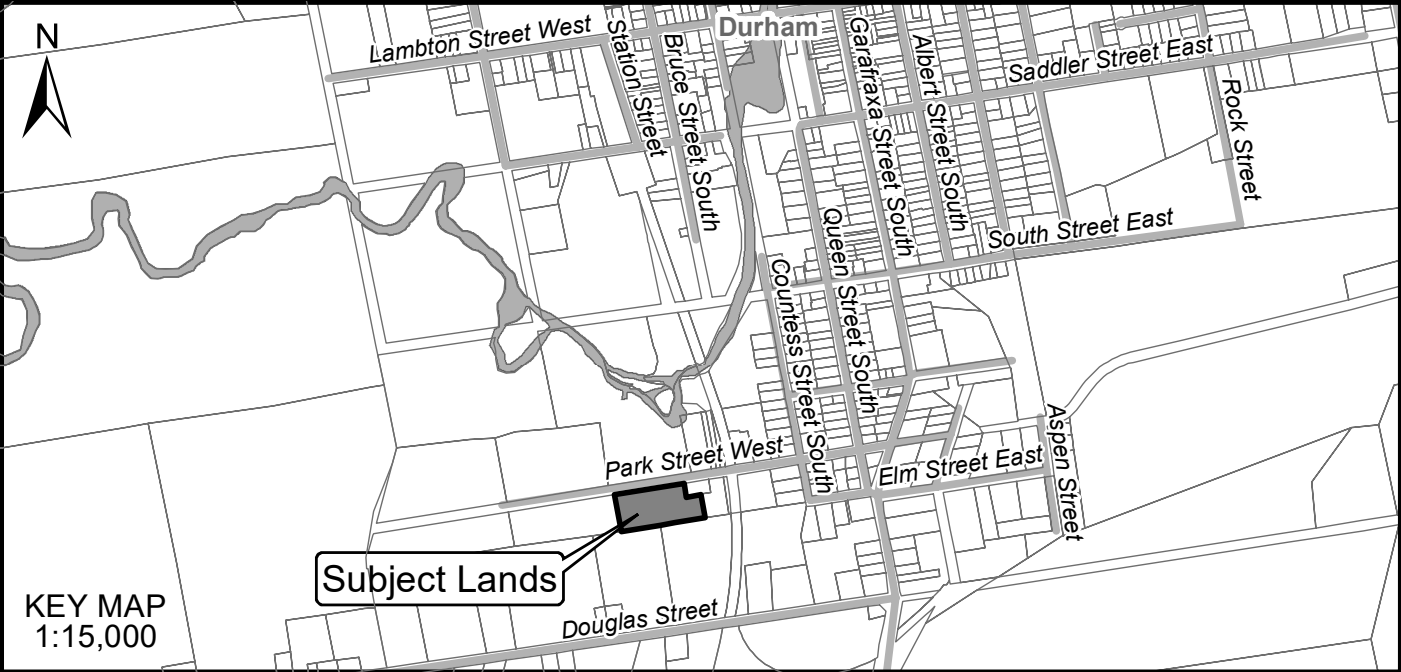 N
Durham
Lambton Street West
Station Street
Bruce Street South
Garafraxa Street South
Albert Street South
Saddler Street East
Rock Street
Queen Street South
South Street East
Countess Street South
Park Street West
Elm Street East
Aspen Street
Subject Lands
KEY MAP
1:15,000
Douglas Street